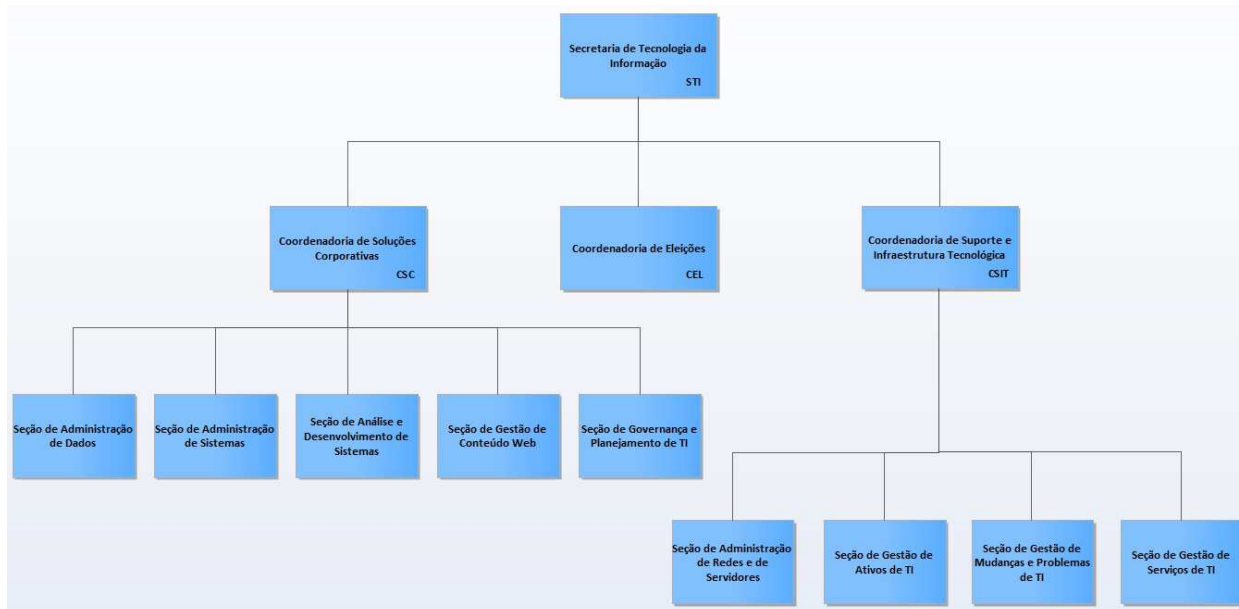 Secretaria de Tecnologia da
Informação
STI
Coordenadoria de Soluções
Corporativas
CSC
Coordenadoria de Eleições
CEL
Coordenadoria de Suporte e
Infraestrutura Tecnológica
CSIT
Seção de Administração
de Dados
Seção de Administração
de Sistemas
Seção de Análise e
Desenvolvimento de
Sistemas
Seção de Gestão de
Conteúdo Web
Seção de Governança e
Planejamento de TI
Seção de Administração
de Redes e de
Servidores
Seção de Gestão de
Ativos de TI
Seção de Gestão de
Mudanças e Problemas
de TI
Seção de Gestão de
Serviços de TI